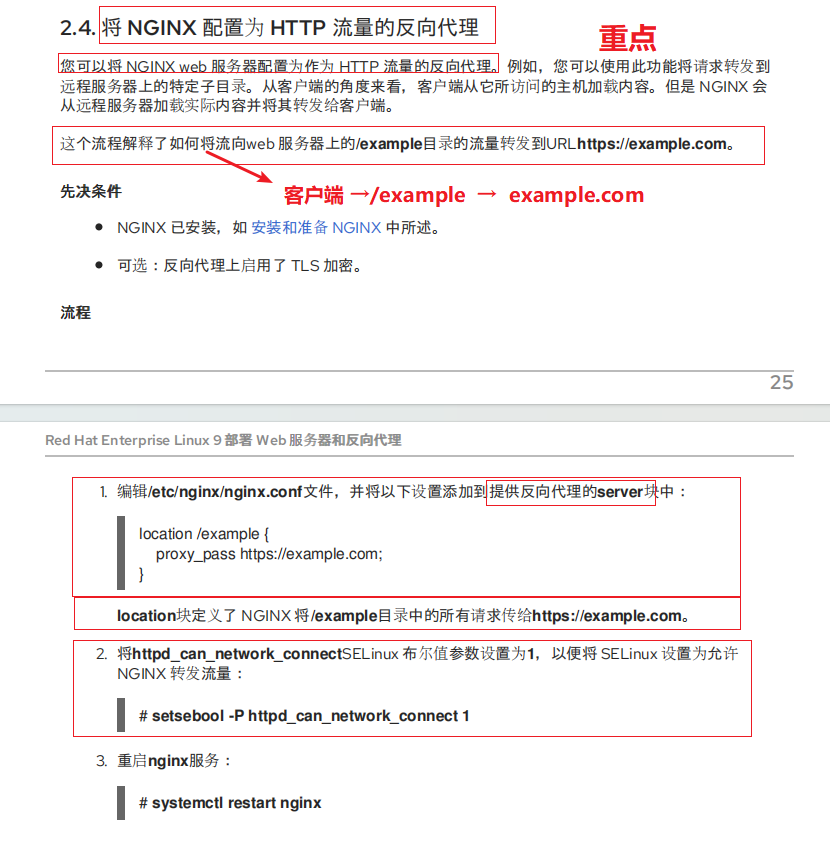 2.4. 将 NGINX 配置为 HTTP 流量的反向代理
重点
您可以将 NGINX web 服务器配置为作为 HTTP 流量的反向代理。例如，您可以使用此功能将请求转发到
远程服务器上的特定子目录。从客户端的角度来看，客户端从它所访问的主机加载内容。但是 NGINX 会
从远程服务器加载实际内容并将其转发给客户端。
这个流程解释了如何将流向web 服务器上的/example目录的流量转发到URLhttps://example.com。
客户端 →/example → example.com
先决条件
● NGINX 已安装，如 安装和准备 NGINX 中所述。
● 可选：反向代理上启用了 TLS 加密。
流程
25
Red Hat Enterprise Linux 9 部署 Web 服务器和反向代理
1. 编辑/etc/nginx/nginx.conf文件，并将以下设置添加到提供反向代理的server块中：
location /example {
proxy_pass https://example.com;
}
location块定义了 NGINX 将/example目录中的所有请求传给https://example.com。
2. 将httpd_can_network_connectSELinux 布尔值参数设置为1，以便将 SELinux 设置为允许
NGINX 转发流量：
# setsebool -P httpd_can_network_connect 1
3. 重启nginx服务：
# systemctl restart nginx